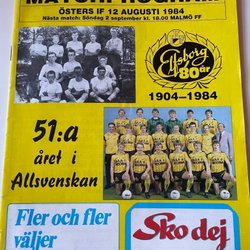 MATCHPROGRAM
ÖSTERS IF 12 AUGUSTI 1984
Nästa match: Söndag 2 september kl. 18.00 MALMÖ FF
Elfsborg
80 år
1904-1984
51:a
året i
Allsvenskan
Fler och fler
väljer
Sko dej